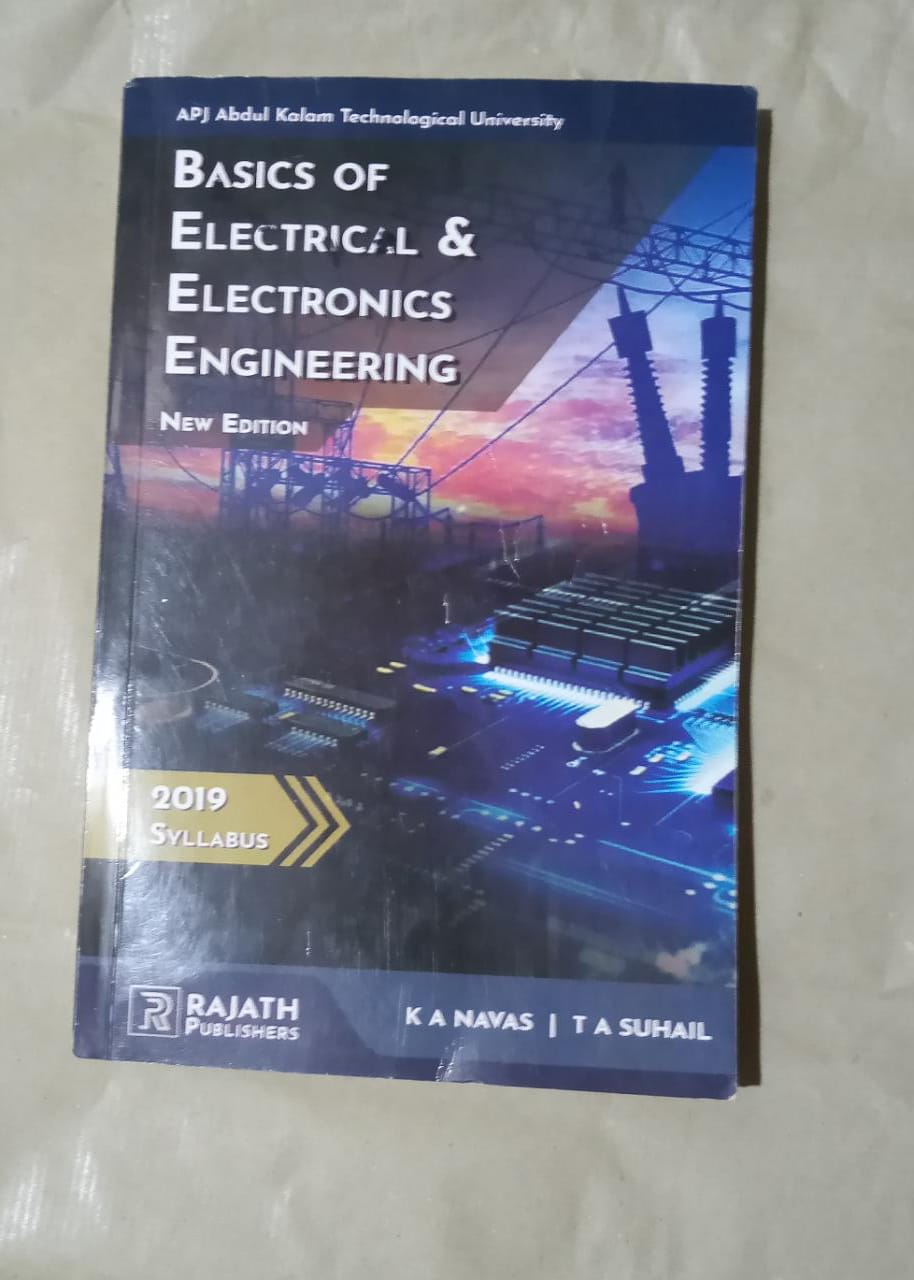 APJ Abdul Kalam Technological University
BASICS OF
ELECTRICAL &
ELECTRONICS
ENGINEERING
NEW EDITION
2019
SYLLABUS
RAJATH
PUBLISHERS
K A NAVAS | T A SUHAIL